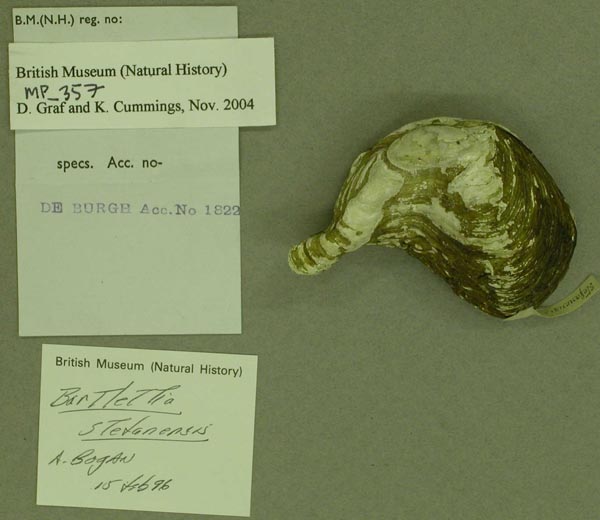 B.M.(N.H.) reg. no:
British Museum (Natural History)
MP_357
D. Graf and K. Cummings, Nov. 2004
specs. Acc. no-
DE BURGH Acc.No 1822
British Museum (Natural History)
Bartlettia
stefanensis
A. Bogan
15 feb 96